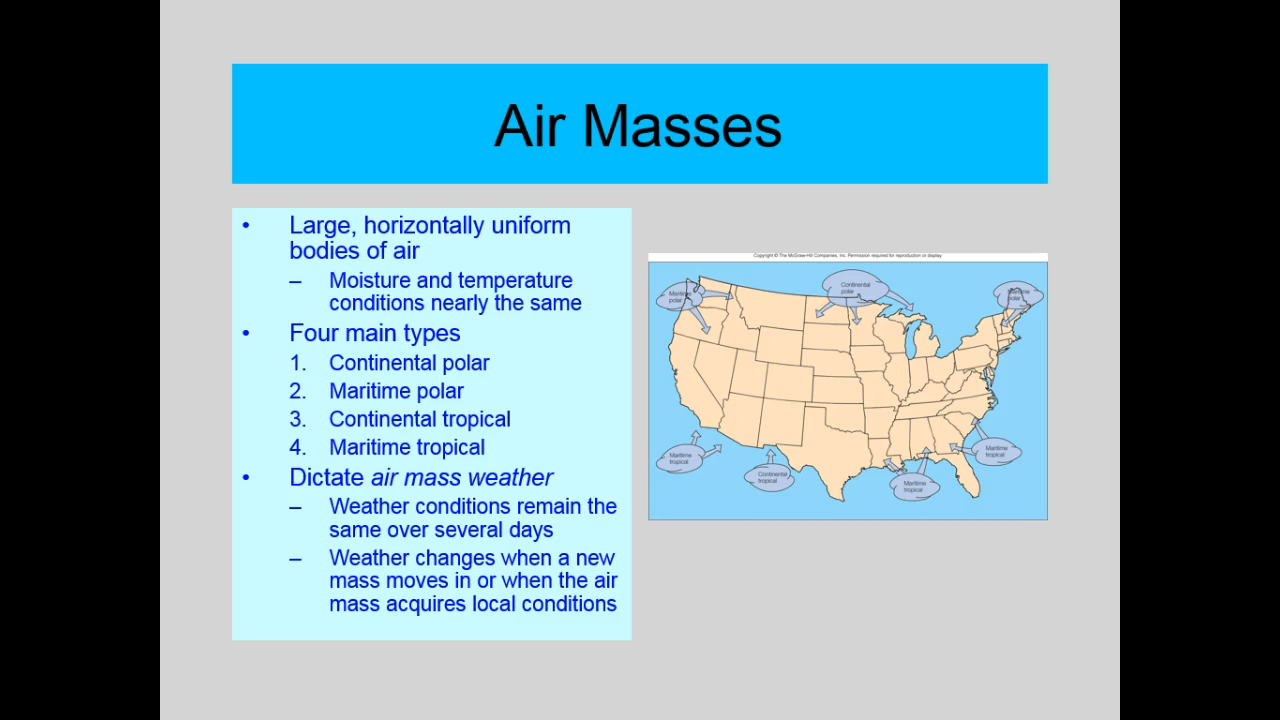 Air Masses
• Large, horizontally uniform
bodies of air
– Moisture and temperature
conditions nearly the same
• Four main types
1. Continental polar
2. Maritime polar
3. Continental tropical
4. Maritime tropical
• Dictate air mass weather
– Weather conditions remain the
same over several days
– Weather changes when a new
mass moves in or when the air
mass acquires local conditions
Copyright © The McGraw-Hill Companies, Inc. Permission required for reproduction or display
Maritime
polar
Continental
polar
Maritime
polar
Maritime
tropical
Continental
tropical
Maritime
tropical
Maritime
tropical